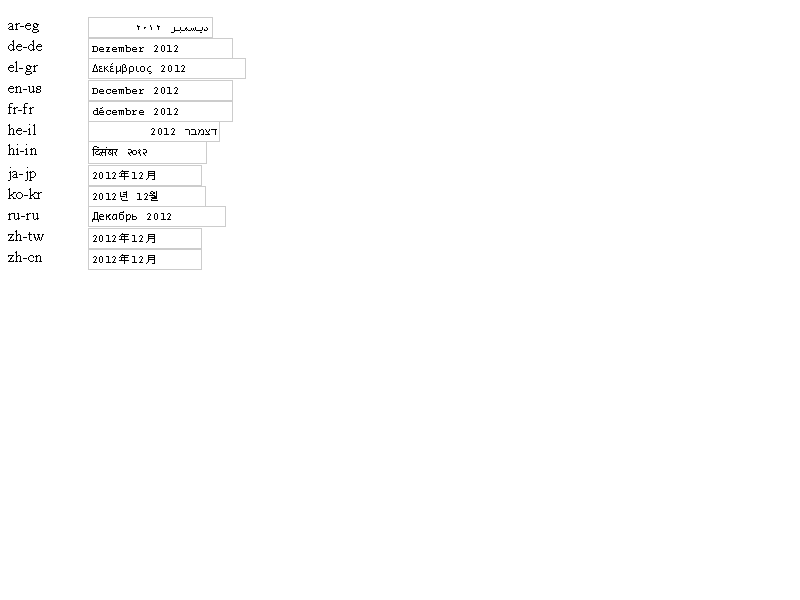 ar-eg ديسمبر ٢٠١٢
de-de Dezember 2012
el-gr Δεκέμβριος 2012
en-us December 2012
fr-fr décembre 2012
he-il דצמבר 2012
hi-in दिसंबर २०१२
ja-jp 2012年12月
ko-kr 2012년 12월
ru-ru Декабрь 2012
zh-tw 2012年12月
zh-cn 2012年12月